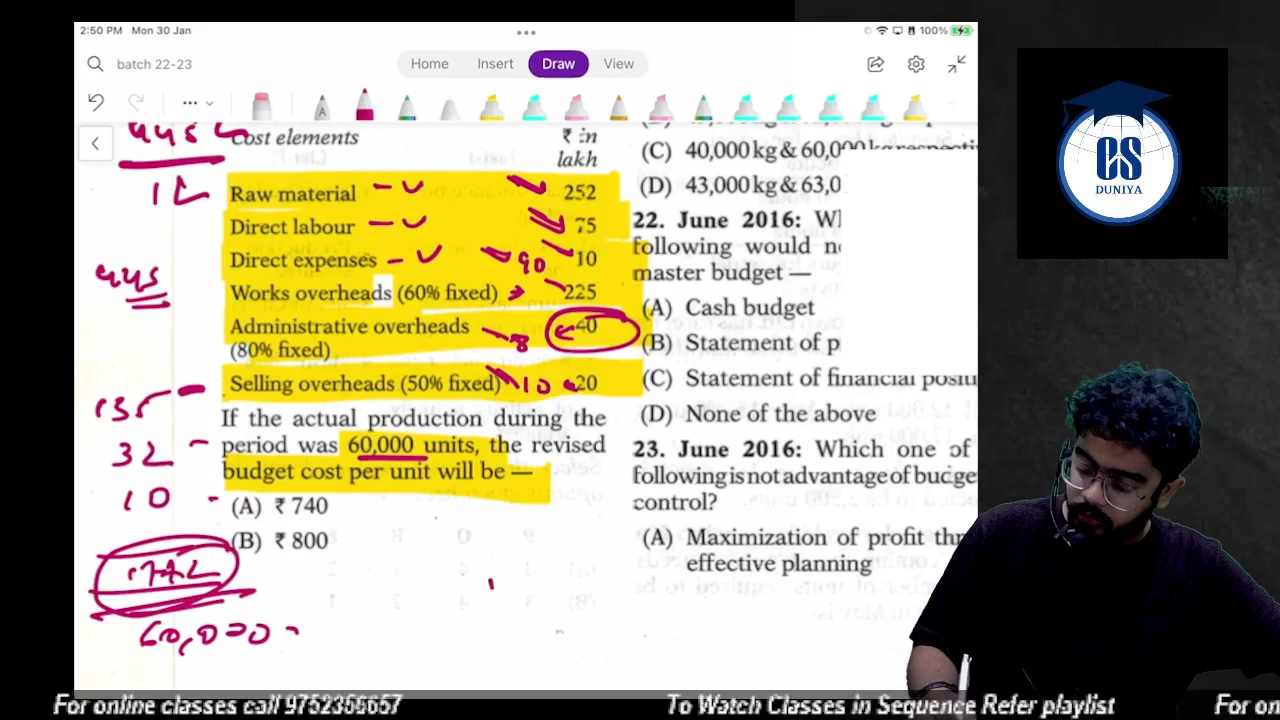 2:50 PM Mon 30 Jan
100%
batch 22-23
Home Insert Draw View
445
1L
445
135
32
10
177L
60,000
Cost elements ₹ in lakh
Raw material 252
Direct labour 75
Direct expenses 90 10
Works overheads (60% fixed) 225
Administrative overheads 8 40
(80% fixed)
Selling overheads (50% fixed) 10 20
If the actual production during the
period was 60,000 units, the revised
budget cost per unit will be —
(A) ₹ 740
(B) ₹ 800
(C) 40,000 kg & 60,000 kg respecti
(D) 43,000 kg & 63,0
22. June 2016: W
following would n
master budget —
(A) Cash budget
(B) Statement of p
(C) Statement of financial positi
(D) None of the above
23. June 2016: Which one of
following is not advantage of budget
control?
(A) Maximization of profit thr
effective planning
CS
DUNIYA
For online classes call 9752356657 To Watch Classes in Sequence Refer playlist For on